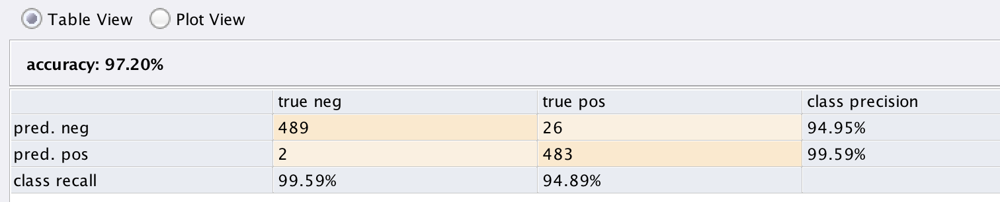 Table View Plot View
accuracy: 97.20%
true neg true pos class precision
pred. neg 489 26 94.95%
pred. pos 2 483 99.59%
class recall 99.59% 94.89%